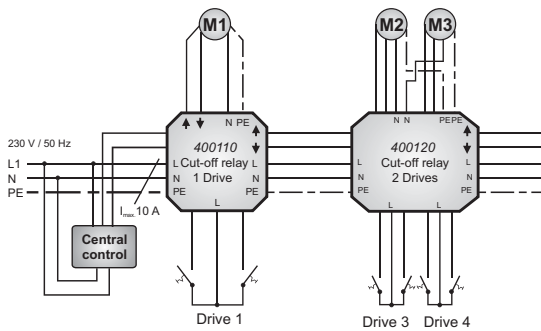 M1
M2 M3
N PE
N N PE PE
400110
Cut-off relay
1 Drive
L
N
PE
L
N
PE
L
400120
Cut-off relay
2 Drives
L
N
PE
L
N
PE
L L
230 V / 50 Hz
L1
N
PE
Imax. 10 A
Central
control
Drive 1
Drive 3 Drive 4